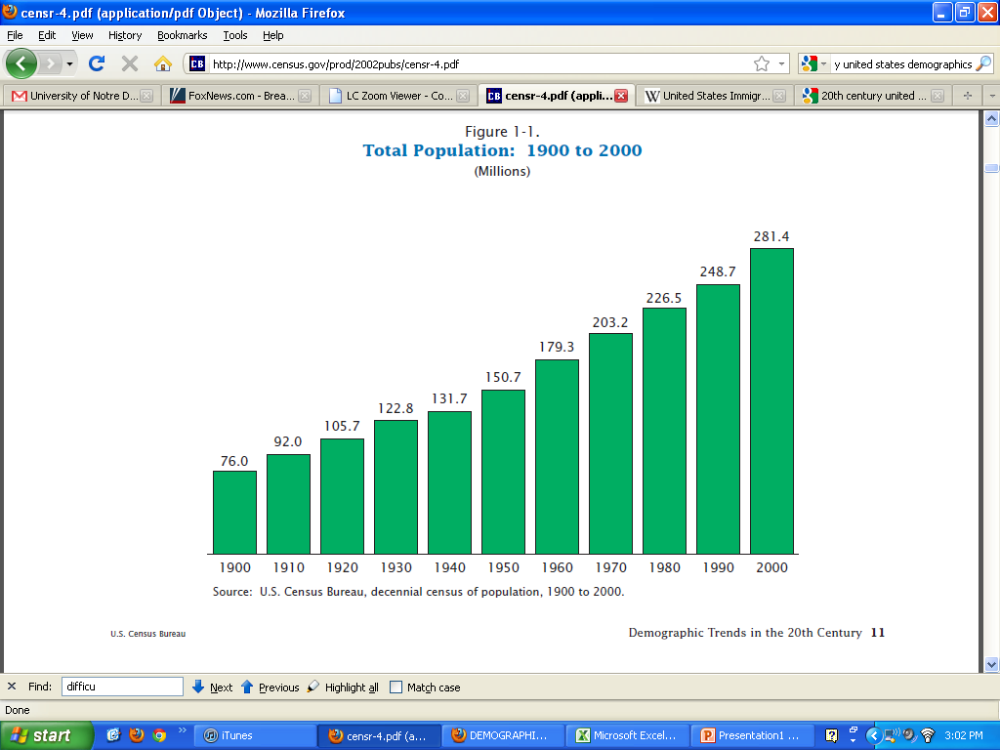 censr-4.pdf (application/pdf Object) - Mozilla Firefox
File Edit View History Bookmarks Tools Help
CB http://www.census.gov/prod/2002pubs/censr-4.pdf y united states demographics
University of Notre D... FoxNews.com - Brea... LC Zoom Viewer - Co... CB censr-4.pdf (appli... W United States Immigr... 20th century united ...
Figure 1-1.
Total Population: 1900 to 2000
(Millions)
281.4
248.7
226.5
203.2
179.3
150.7
131.7
122.8
105.7
92.0
76.0
1900 1910 1920 1930 1940 1950 1960 1970 1980 1990 2000
Source: U.S. Census Bureau, decennial census of population, 1900 to 2000.
U.S. Census Bureau Demographic Trends in the 20th Century 11
Find: difficu Next Previous Highlight all Match case
Done
start iTunes censr-4.pdf (a... DEMOGRAPHI... Microsoft Excel... Presentation1 ... 3:02 PM